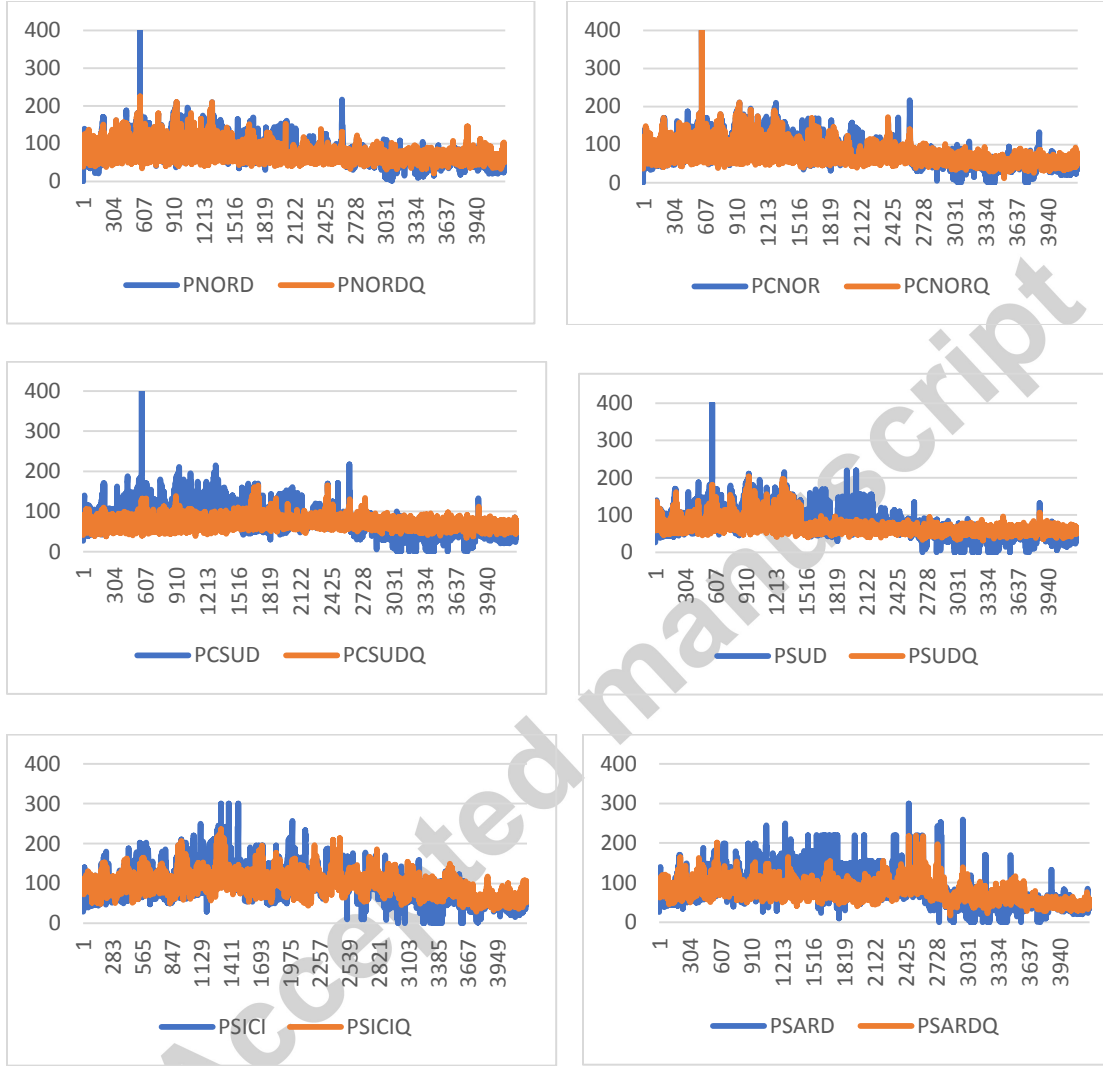 400
300
200
100
0
1 304 607 910 1213 1516 1819 2122 2425 2728 3031 3334 3637 3940
PNORD PNORDQ
400
300
200
100
0
1 304 607 910 1213 1516 1819 2122 2425 2728 3031 3334 3637 3940
PCNOR PCNORQ
400
300
200
100
0
1 304 607 910 1213 1516 1819 2122 2425 2728 3031 3334 3637 3940
PCSUD PCSUDQ
400
300
200
100
0
1 304 607 910 1213 1516 1819 2122 2425 2728 3031 3334 3637 3940
PSUD PSUDQ
400
300
200
100
0
1 283 565 847 1129 1411 1693 1975 2257 2539 2821 3103 3385 3667 3949
PSICI PSICIQ
400
300
200
100
0
1 304 607 910 1213 1516 1819 2122 2425 2728 3031 3334 3637 3940
PSARD PSARDQ
Accepted manuscript